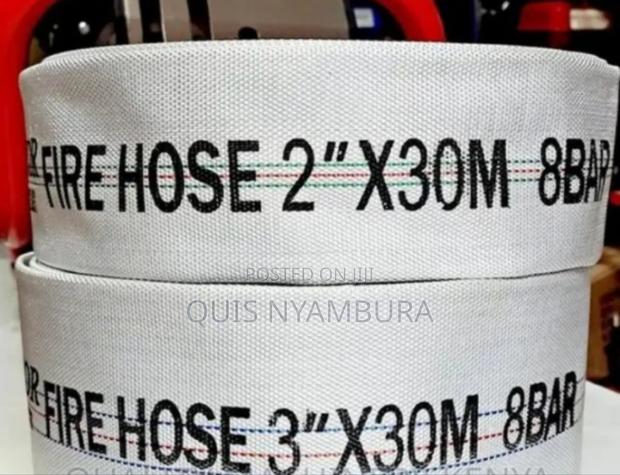 FIRE HOSE 2" X30M 8BAR
POSTED ON JIJI
QUIS NYAMBURA
FIRE HOSE 3" X30M 8BAR